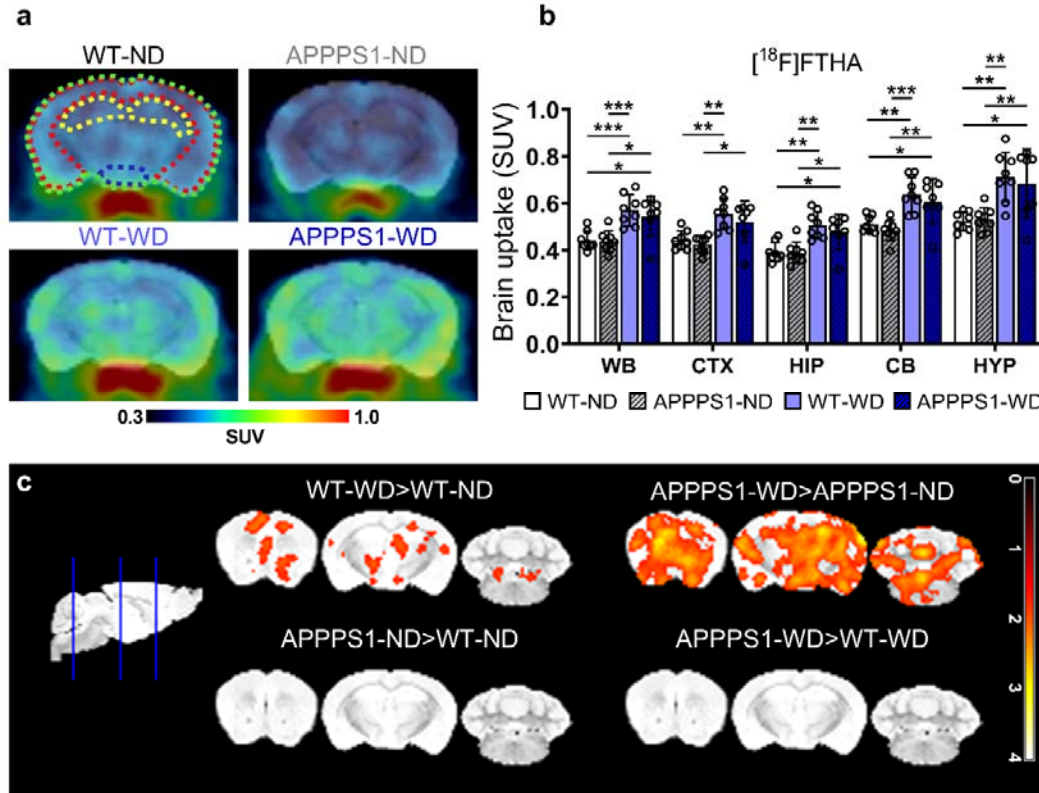 a
WT-ND
APPPS1-ND
WT-WD
APPPS1-WD
0.3
1.0
SUV
b
[18F]FTHA
Brain uptake (SUV)
1.0
0.8
0.6
0.4
0.2
0.0
***
***
*
*
**
**
*
**
**
*
*
***
**
**
*
**
**
**
*
WB CTX HIP CB HYP
WT-ND APPPS1-ND WT-WD APPPS1-WD
c
WT-WD>WT-ND
APPPS1-WD>APPPS1-ND
APPPS1-ND>WT-ND
APPPS1-WD>WT-WD
0
1
2
3
4